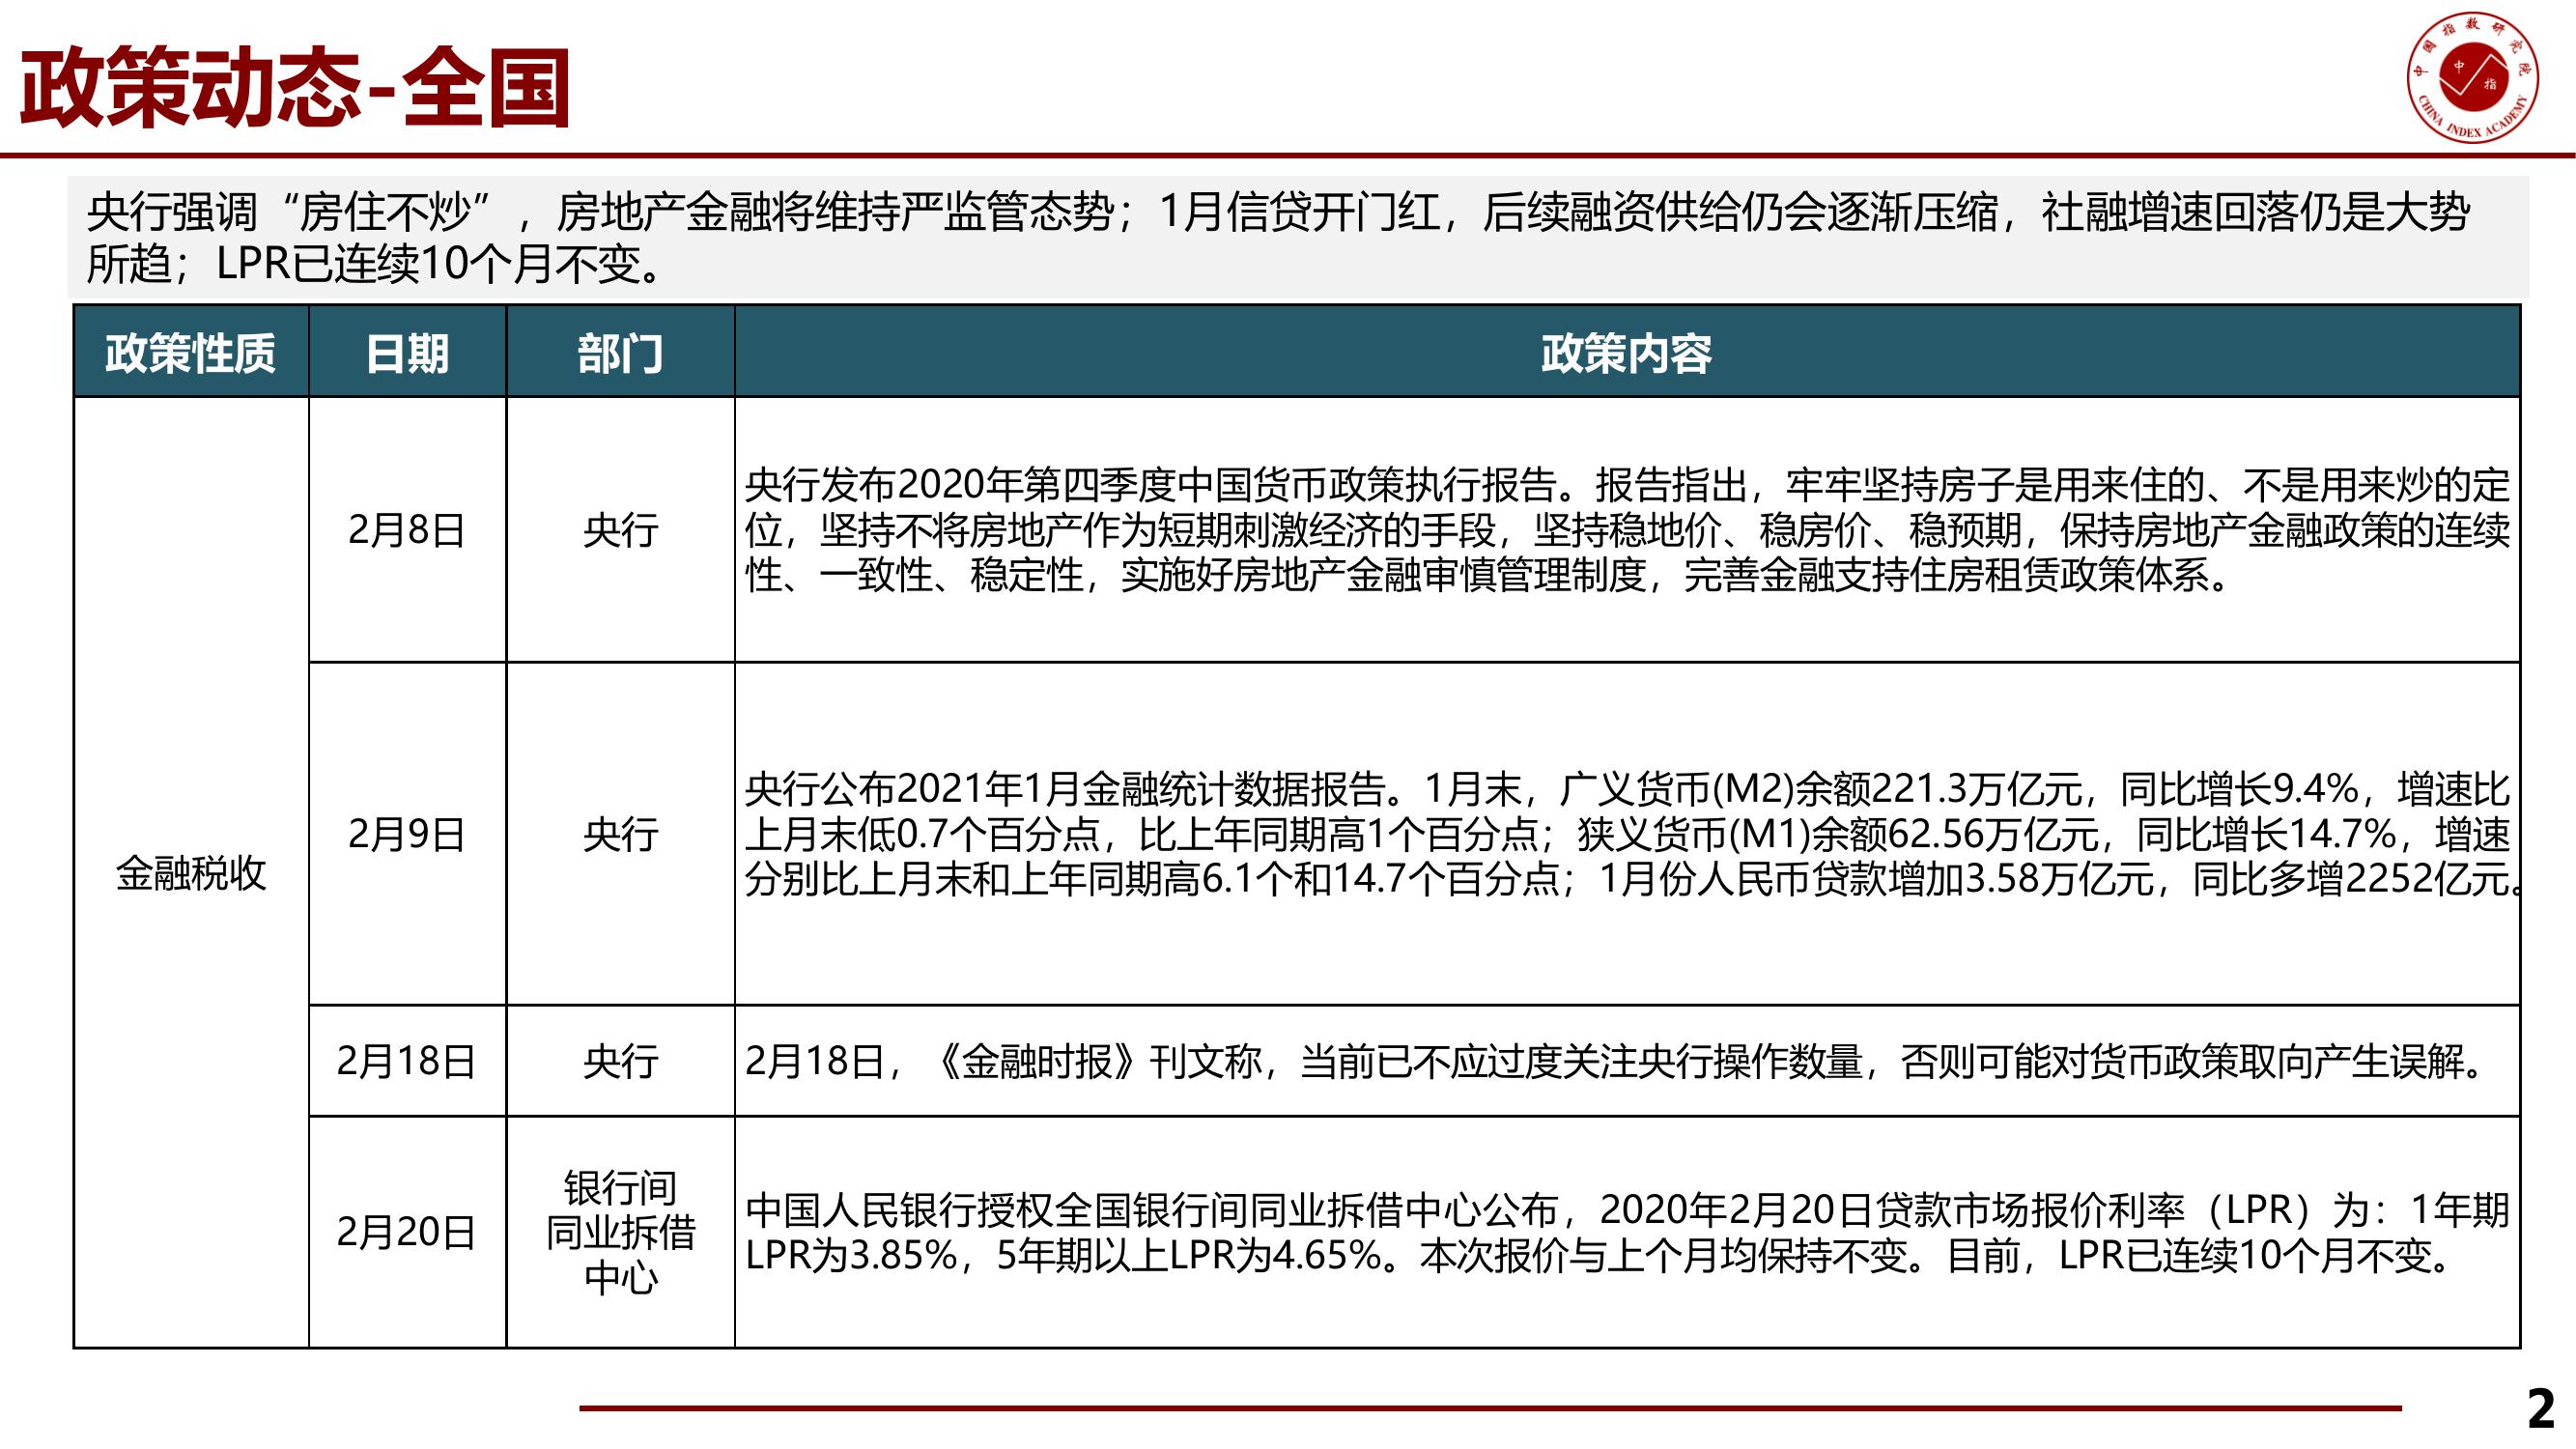 政策动态-全国
中国指数研究院
中指
CHINA INDEX ACADEMY
央行强调“房住不炒”，房地产金融将维持严监管态势；1月信贷开门红，后续融资供给仍会逐渐压缩，社融增速回落仍是大势
所趋；LPR已连续10个月不变。
政策性质 日期 部门 政策内容
金融税收
2月8日 央行
央行发布2020年第四季度中国货币政策执行报告。报告指出，牢牢坚持房子是用来住的、不是用来炒的定
位，坚持不将房地产作为短期刺激经济的手段，坚持稳地价、稳房价、稳预期，保持房地产金融政策的连续
性、一致性、稳定性，实施好房地产金融审慎管理制度，完善金融支持住房租赁政策体系。
2月9日 央行
央行公布2021年1月金融统计数据报告。1月末，广义货币(M2)余额221.3万亿元，同比增长9.4%，增速比
上月末低0.7个百分点，比上年同期高1个百分点；狭义货币(M1)余额62.56万亿元，同比增长14.7%，增速
分别比上月末和上年同期高6.1个和14.7个百分点；1月份人民币贷款增加3.58万亿元，同比多增2252亿元。
2月18日 央行
2月18日，《金融时报》刊文称，当前已不应过度关注央行操作数量，否则可能对货币政策取向产生误解。
2月20日
银行间
同业拆借
中心
中国人民银行授权全国银行间同业拆借中心公布，2020年2月20日贷款市场报价利率（LPR）为：1年期
LPR为3.85%，5年期以上LPR为4.65%。本次报价与上个月均保持不变。目前，LPR已连续10个月不变。
2